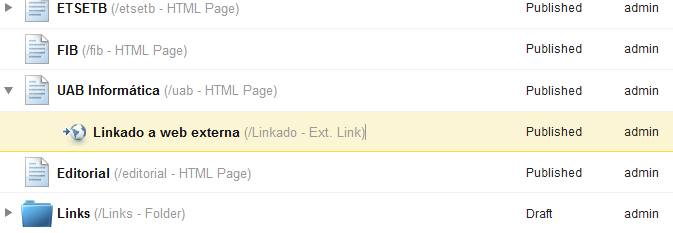 ETSETB (/etsetb - HTML Page) Published admin
FIB (/fib - HTML Page) Published admin
UAB Informática (/uab - HTML Page) Published admin
Linkado a web externa (/Linkado - Ext. Link) Published admin
Editorial (/editorial - HTML Page) Published admin
Links (/Links - Folder) Draft admin